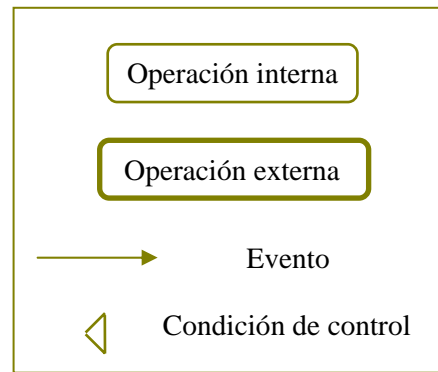 Operación interna
Operación externa
Evento
Condición de control